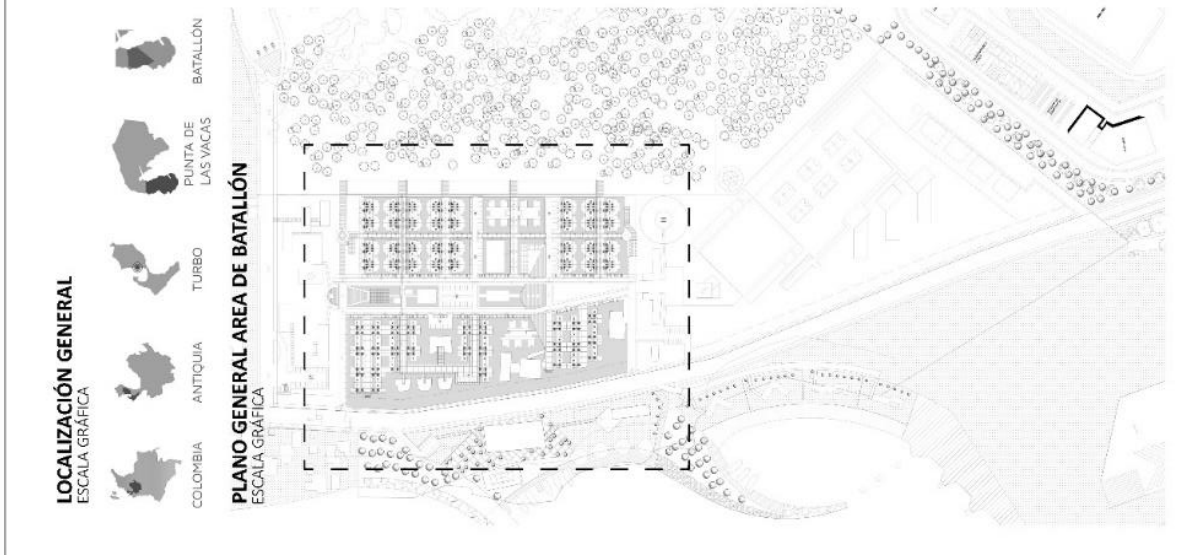 LOCALIZACIÓN GENERAL
ESCALA GRÁFICA
COLOMBIA
ANTIQUIA
TURBO
PUNTA DE
LAS VACAS
BATALLÓN
PLANO GENERAL AREA DE BATALLÓN
ESCALA GRÁFICA